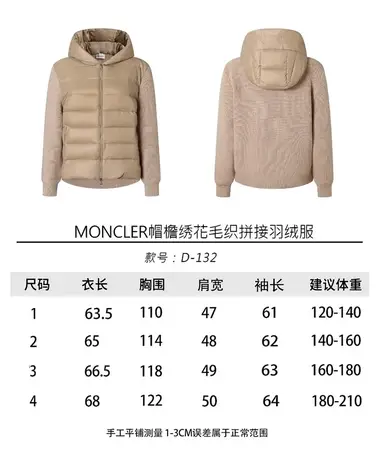 MONCLER帽檐绣花毛织拼接羽绒服
款号：D-132
尺码 衣长 胸围 肩宽 袖长 建议体重
1 63.5 110 47 61 120-140
2 65 114 48 62 140-160
3 66.5 118 49 63 160-180
4 68 122 50 64 180-210
手工平铺测量 1-3CM误差属于正常范围